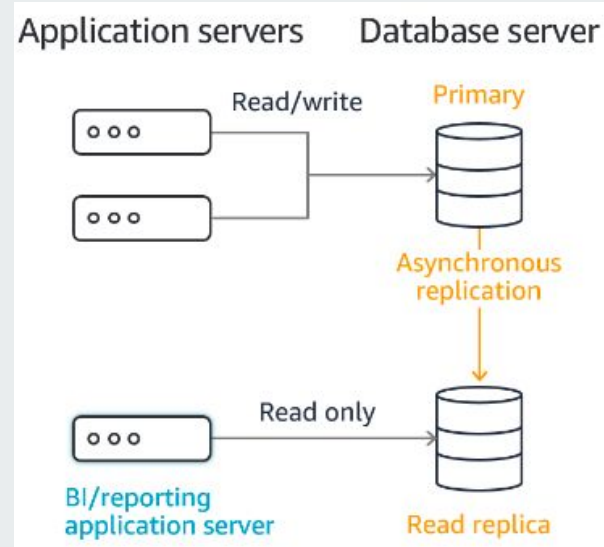 Application servers
Database server
Read/write
Primary
Asynchronous
replication
Read only
BI/reporting
application server
Read replica